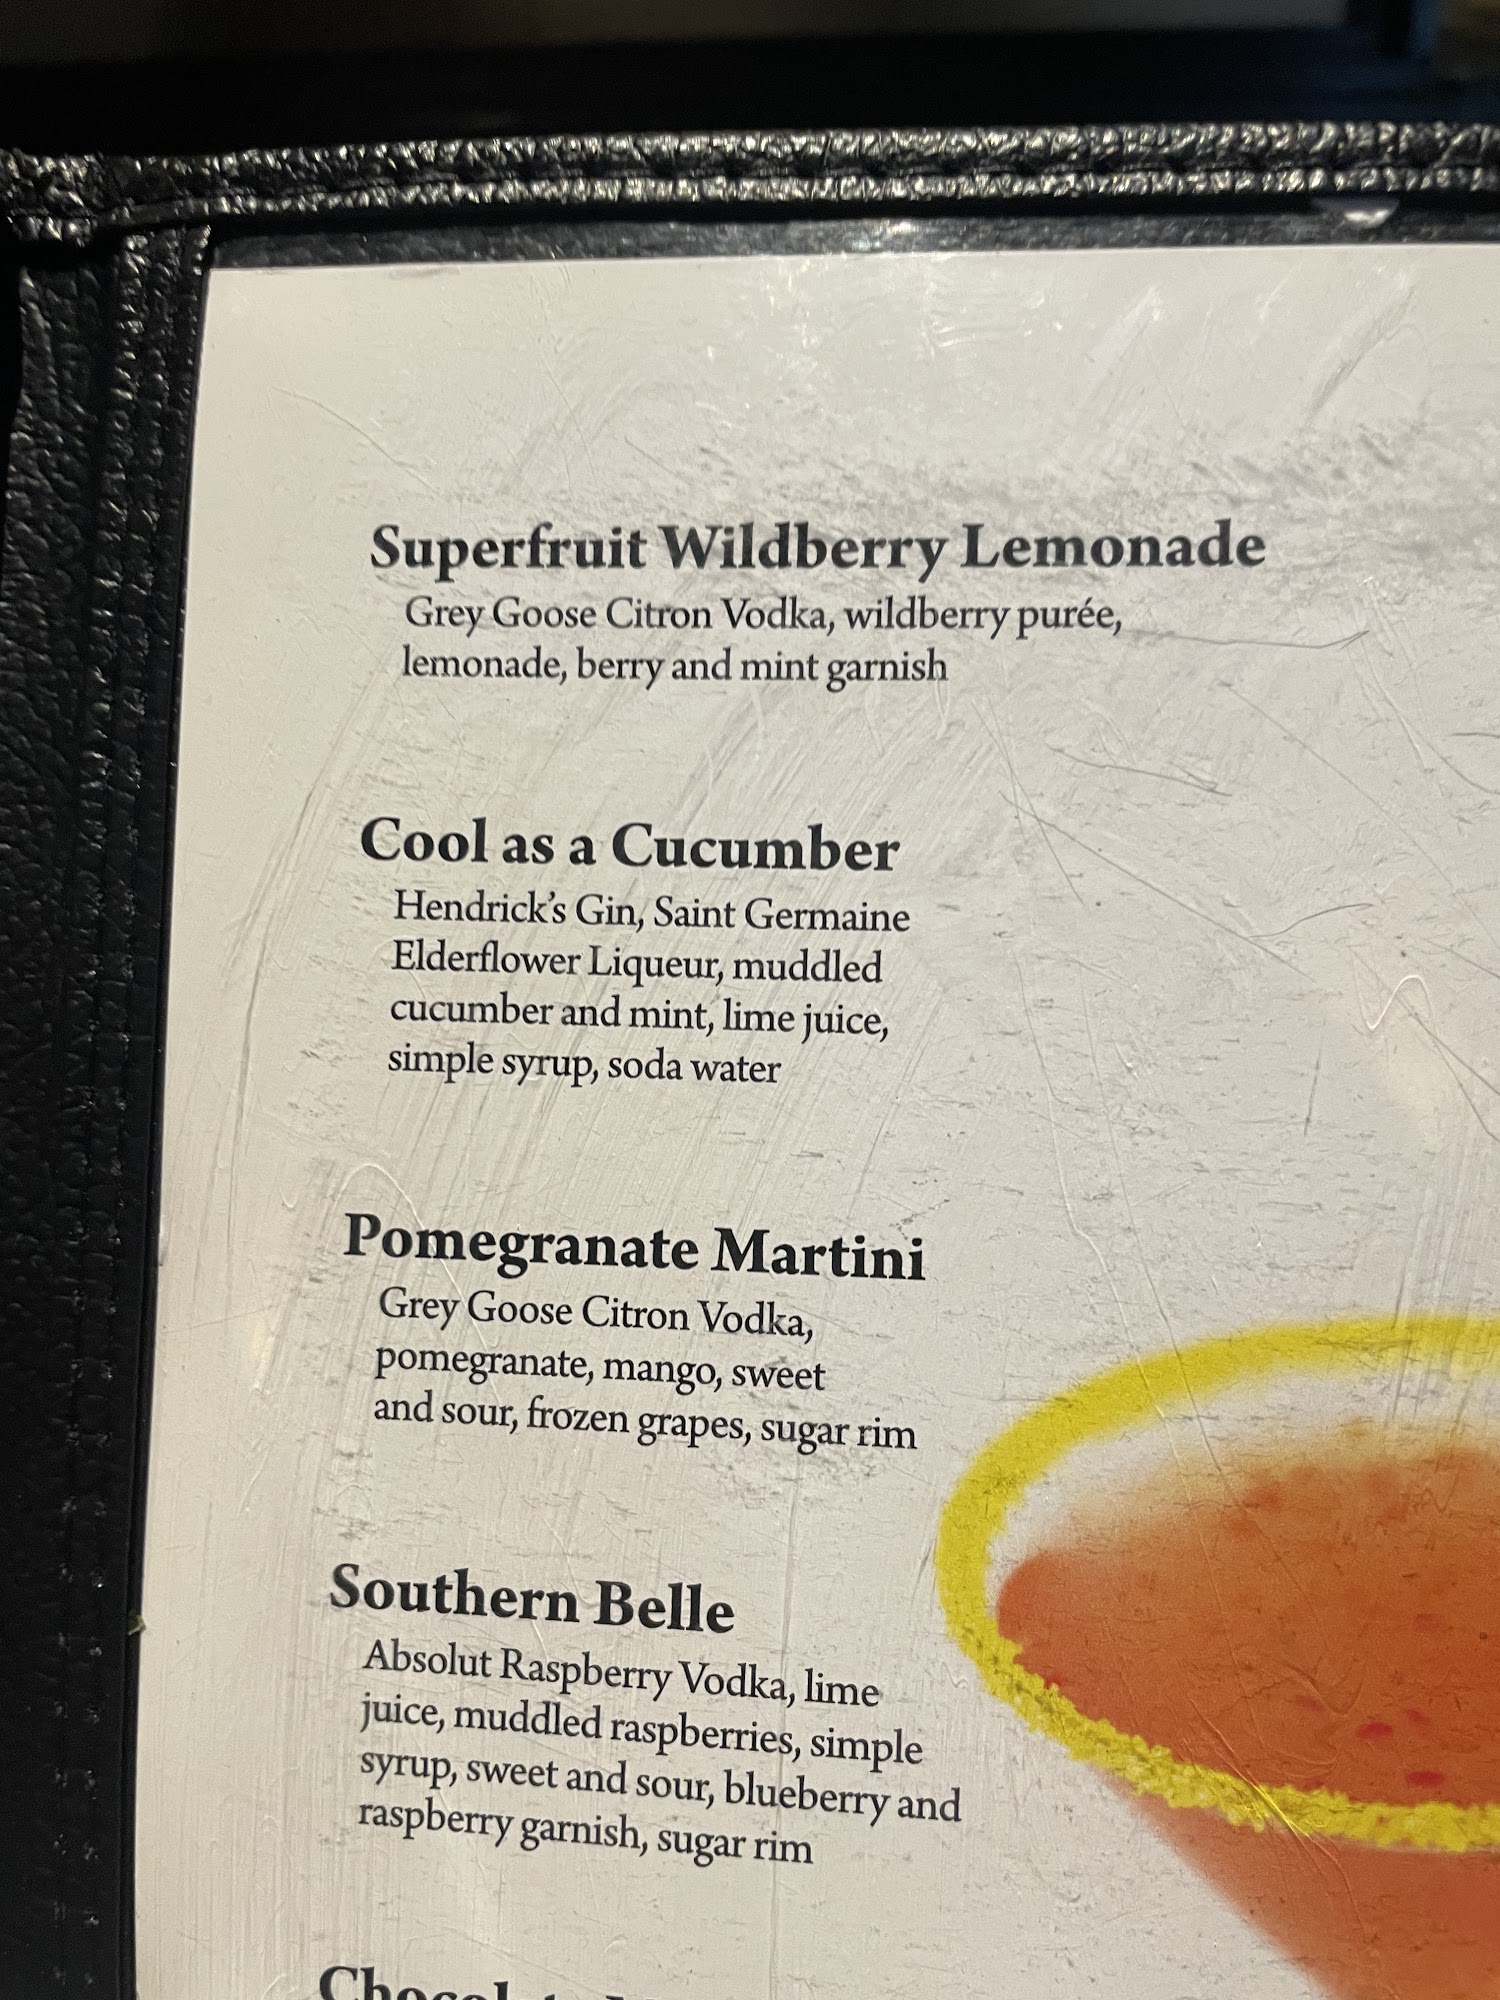 Superfruit Wildberry Lemonade
Grey Goose Citron Vodka, wildberry purée,
lemonade, berry and mint garnish
Cool as a Cucumber
Hendrick's Gin, Saint Germaine
Elderflower Liqueur, muddled
cucumber and mint, lime juice,
simple syrup, soda water
Pomegranate Martini
Grey Goose Citron Vodka,
pomegranate, mango, sweet
and sour, frozen grapes, sugar rim
Southern Belle
Absolut Raspberry Vodka, lime
juice, muddled raspberries, simple
syrup, sweet and sour, blueberry and
raspberry garnish, sugar rim
Chocolate